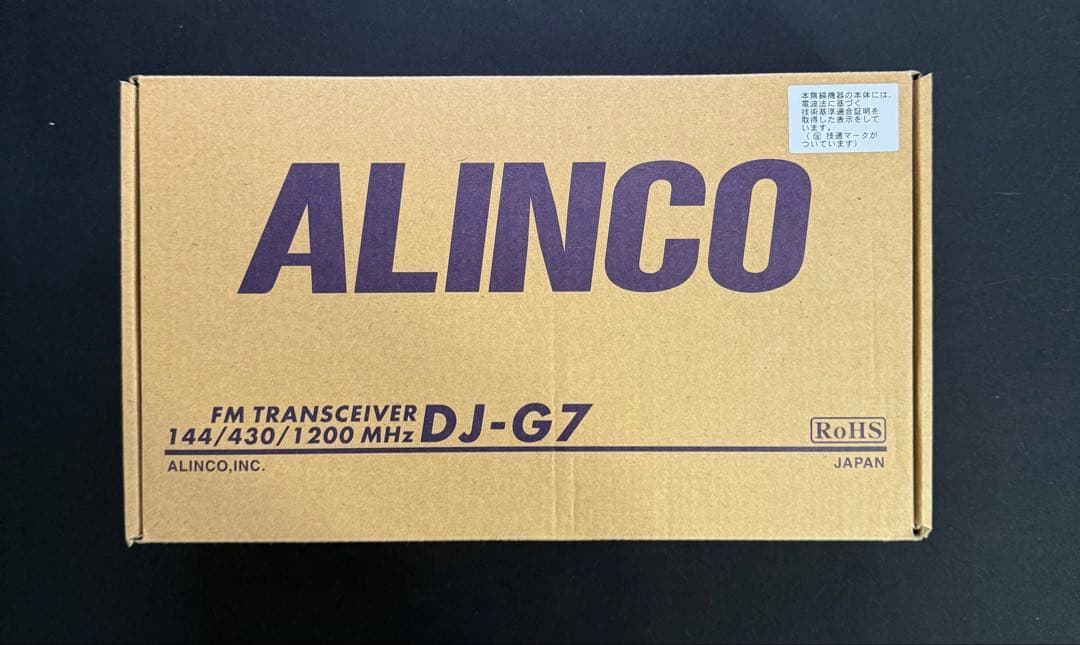 本無線機器の本体には、
電波法に基づく
技術基準適合証明を
取得した表示をして
います。
( 技適マークが
ついています)
ALINCO
FM TRANSCEIVER
144/430/1200 MHz DJ-G7
RoHS
ALINCO,INC.
JAPAN